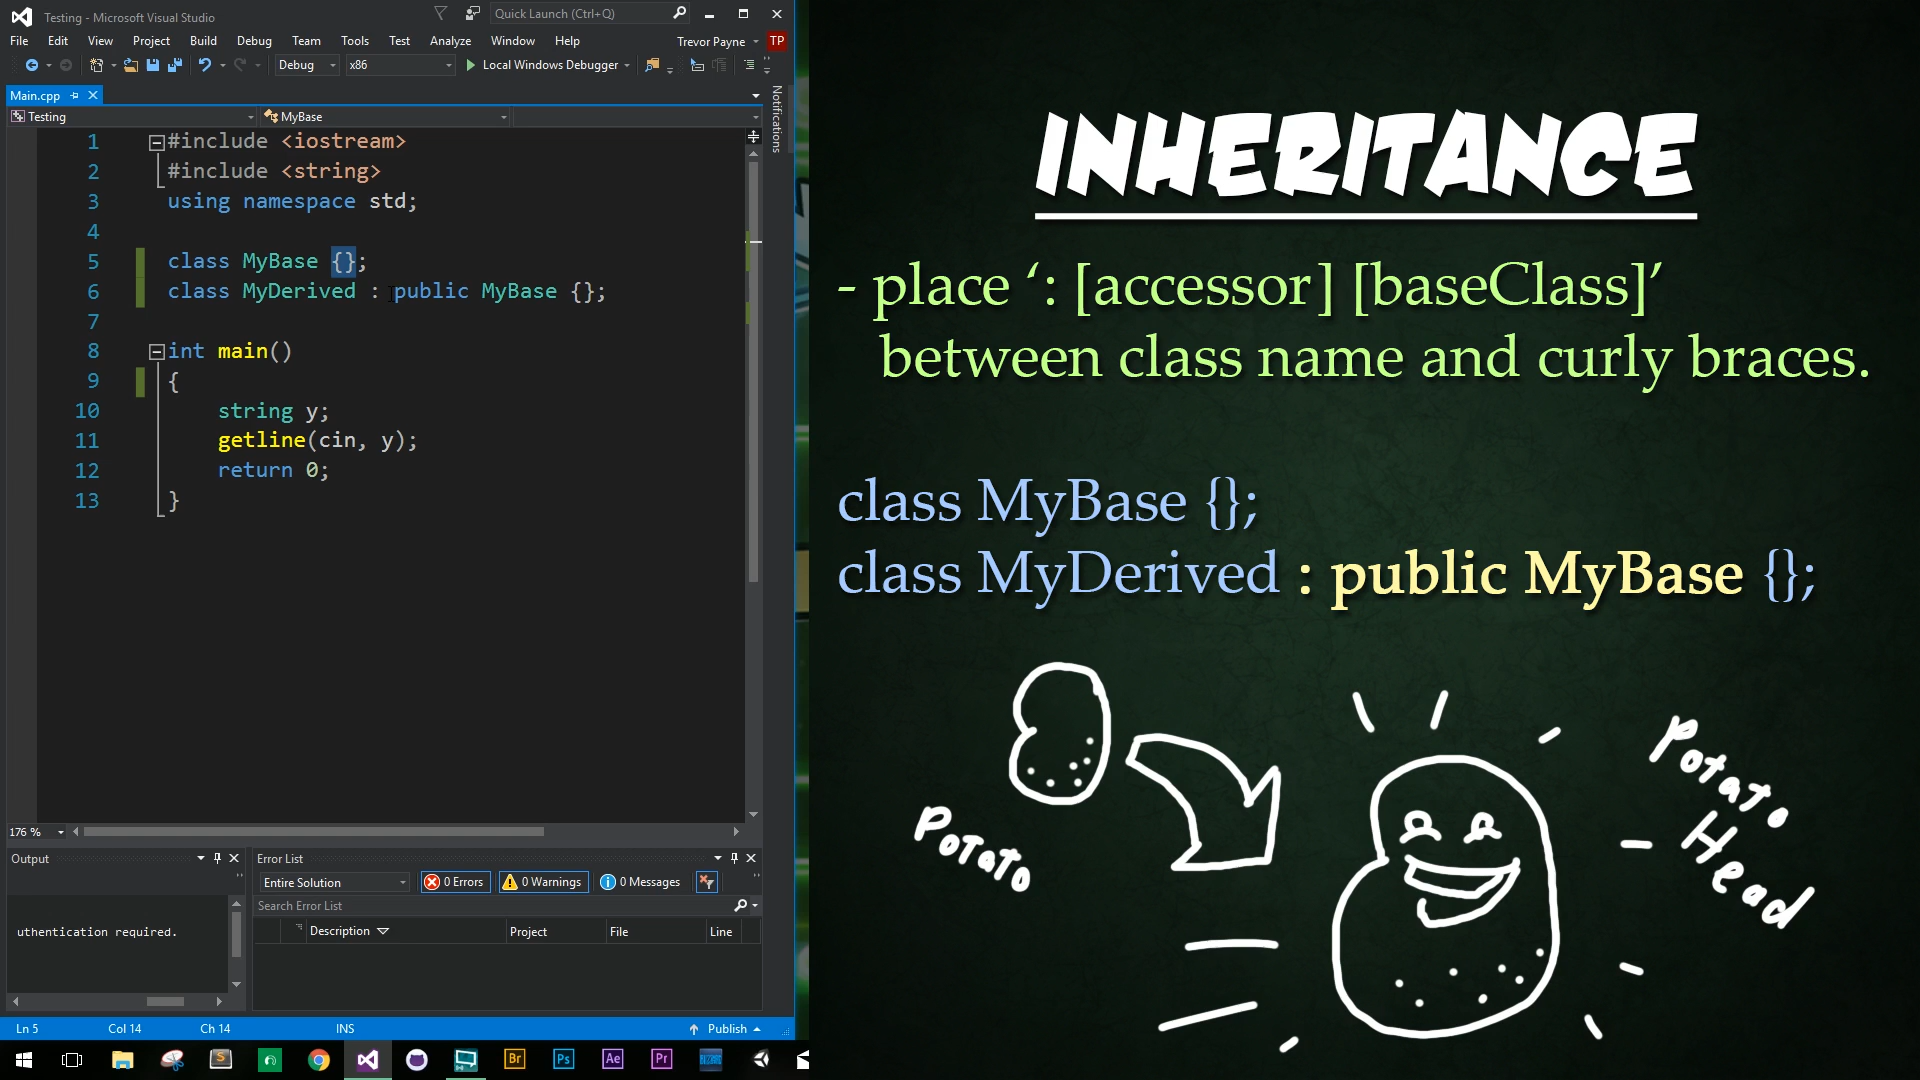 Testing - Microsoft Visual Studio
Quick Launch (Ctrl+Q)
File Edit View Project Build Debug Team Tools Test Analyze Window Help
Trevor Payne TP
Debug x86 Local Windows Debugger
Main.cpp
Testing MyBase
Notifications
1 #include <iostream>
2 #include <string>
3 using namespace std;
4
5 class MyBase {};
6 class MyDerived : public MyBase {};
7
8 int main()
9 {
10 string y;
11 getline(cin, y);
12 return 0;
13 }
176 %
Output
uthentication required.
Error List
Entire Solution 0 Errors 0 Warnings 0 Messages
Search Error List
Description Project File Line
Ln 5 Col 14 Ch 14 INS Publish
S Br Ps Ae Pr
INHERITANCE
- place ‘: [accessor] [baseClass]’
between class name and curly braces.
class MyBase {};
class MyDerived : public MyBase {};
Potato
Potato
Head